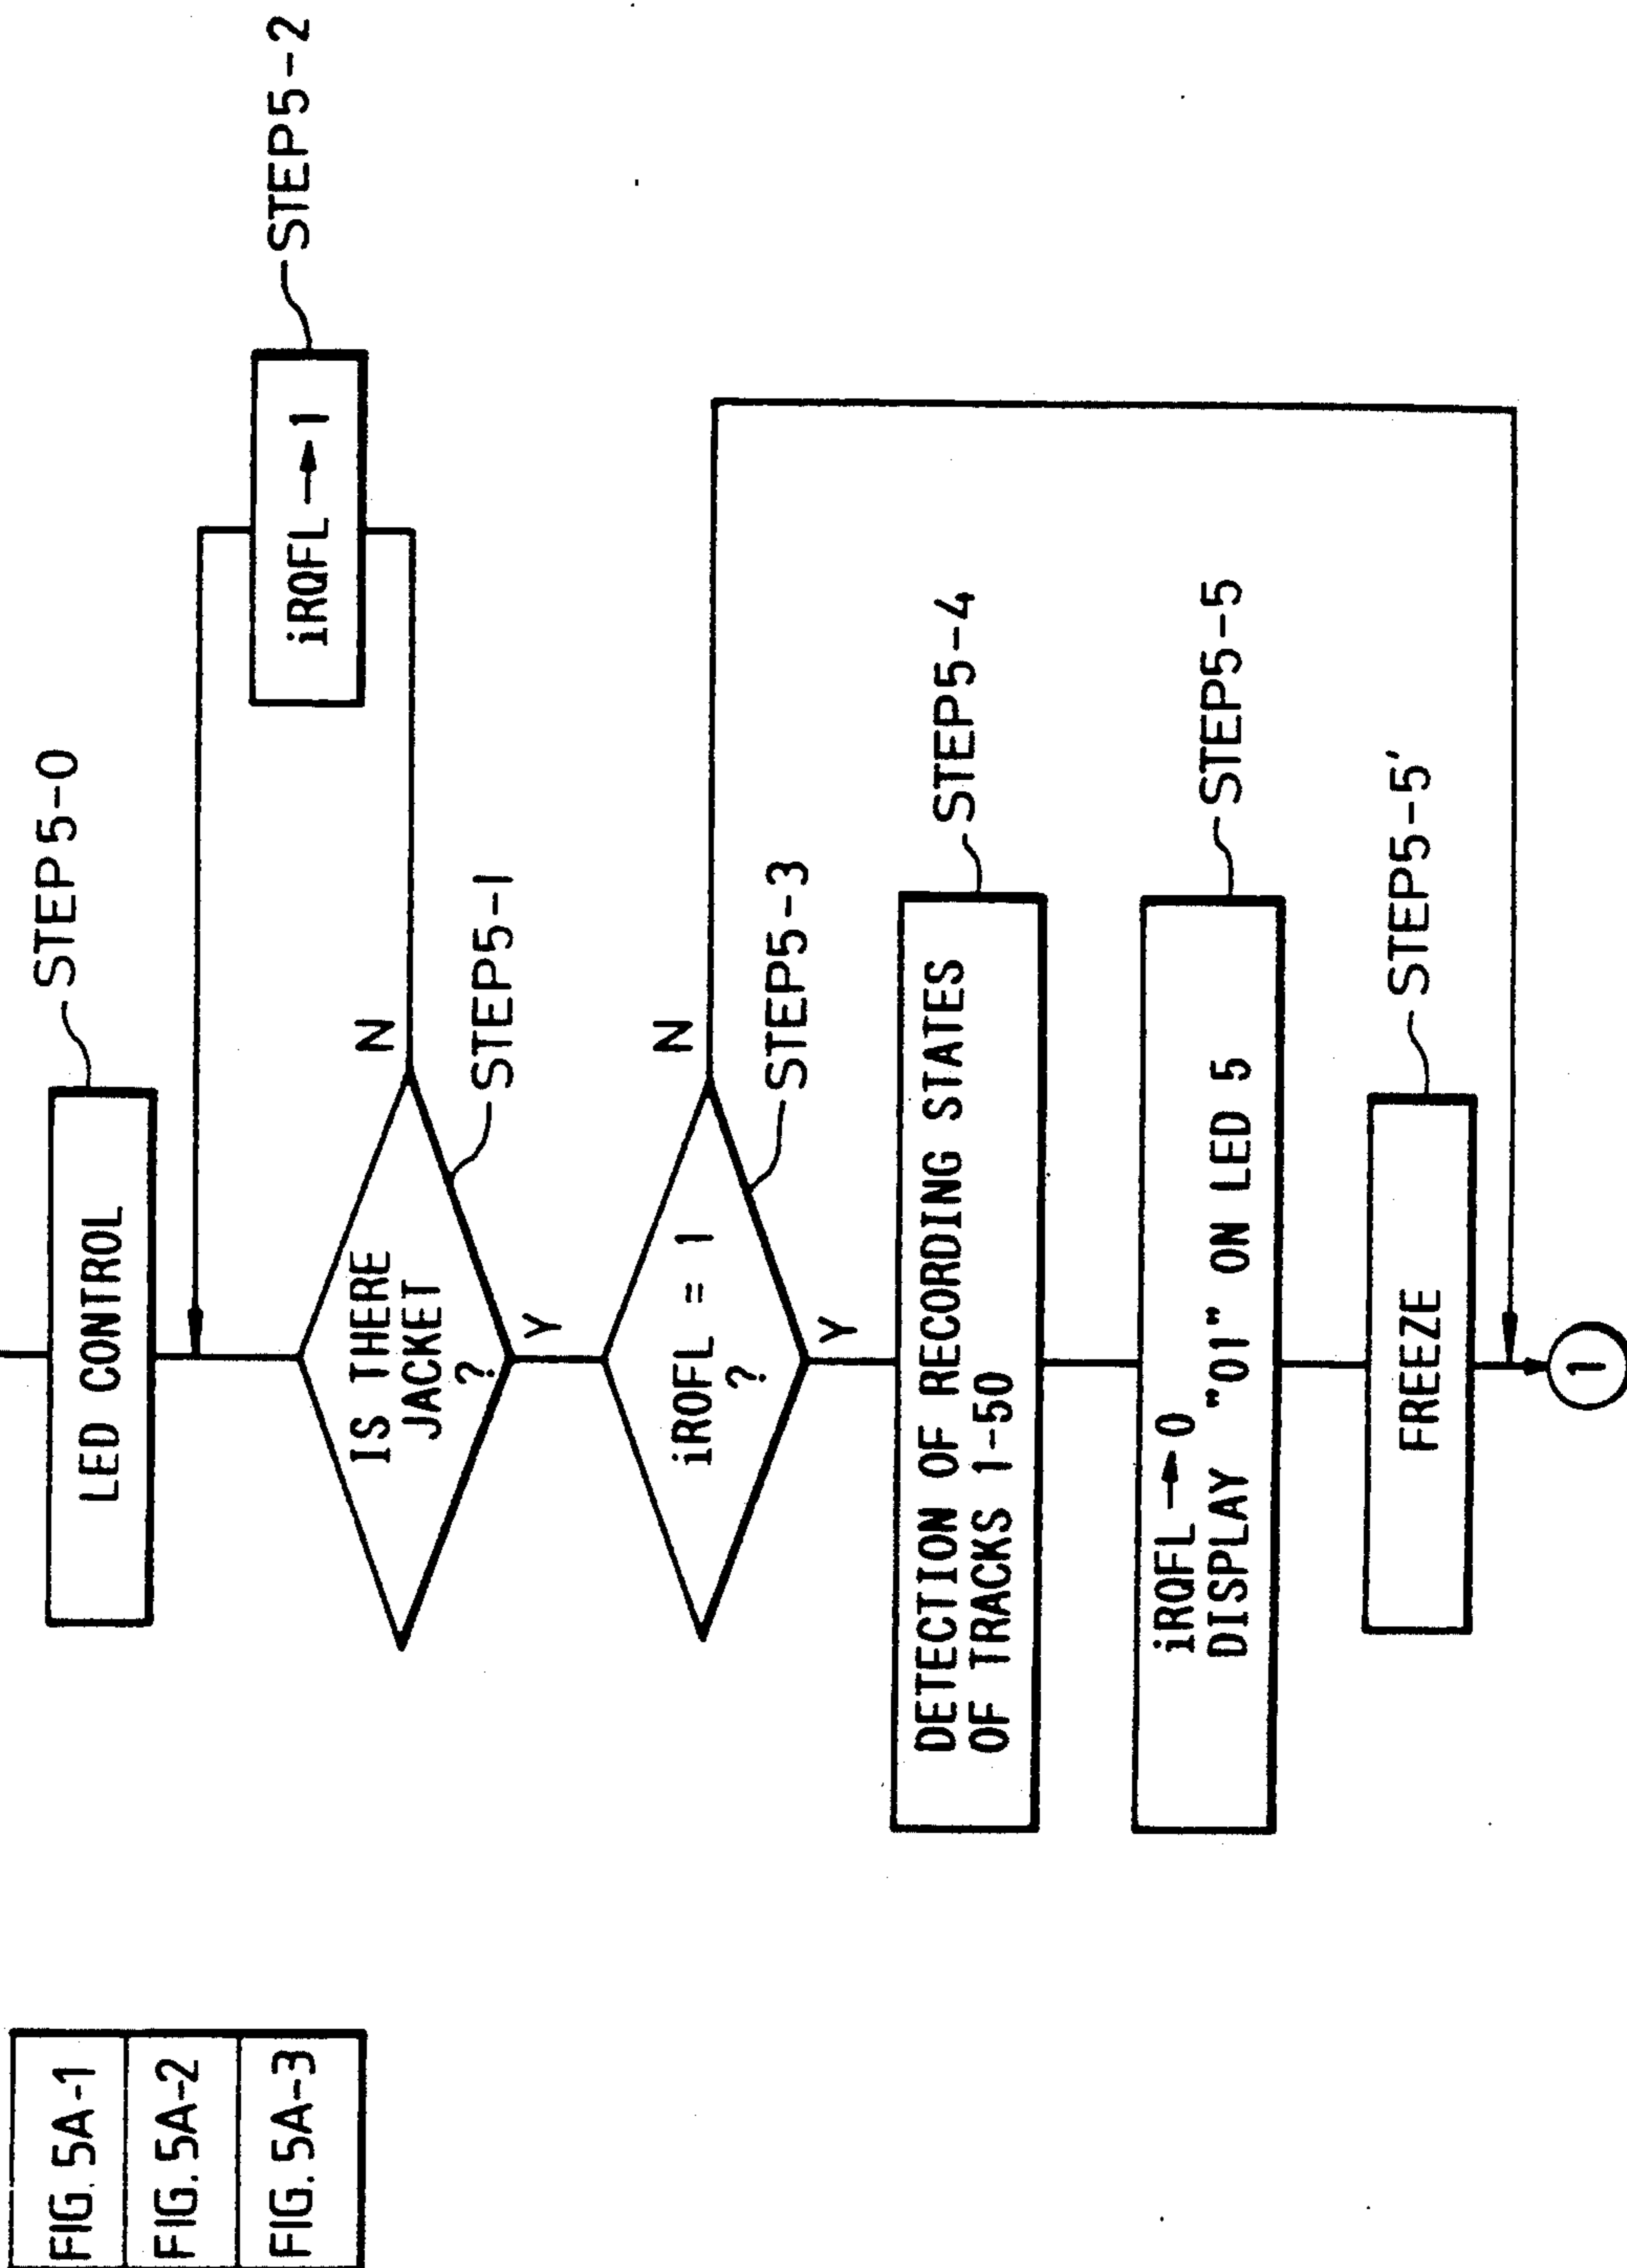 FIG. 5A-1
FIG. 5A-2
FIG. 5A-3
LED CONTROL
STEP5-0
iRQFL → 1
STEP5-2
IS THERE
JACKET
?
N
STEP5-1
Y
iRQFL = 1
?
N
STEP5-3
Y
DETECTION OF RECORDING STATES
OF TRACKS 1-50
STEP5-4
iRQFL → 0
DISPLAY "01" ON LED 5
STEP5-5
FREEZE
STEP5-5'
1